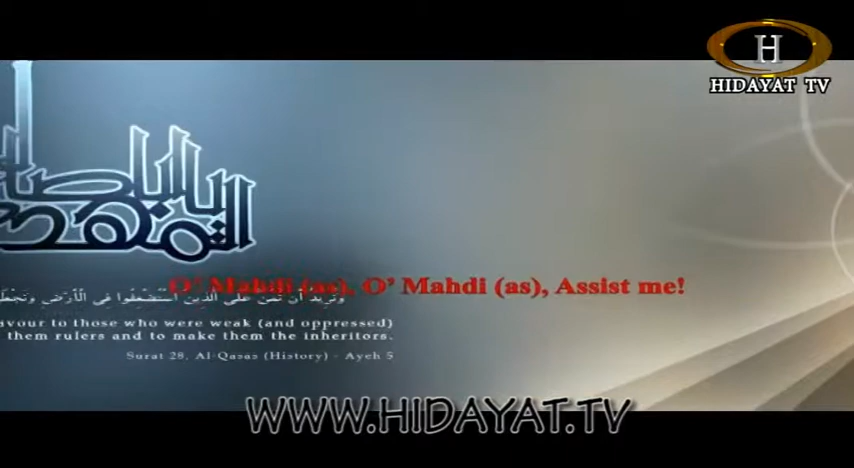 H
HIDAYAT TV
O' Mahdi (as), O' Mahdi (as), Assist me!
ونريد أن نمن على الذين استضعفوا في الأرض ونجعل
avour to those who were weak (and oppressed)
them rulers and to make them the inheritors.
Surat 28, Al-Qasas (History) - Ayeh 5
WWW.HIDAYAT.TV